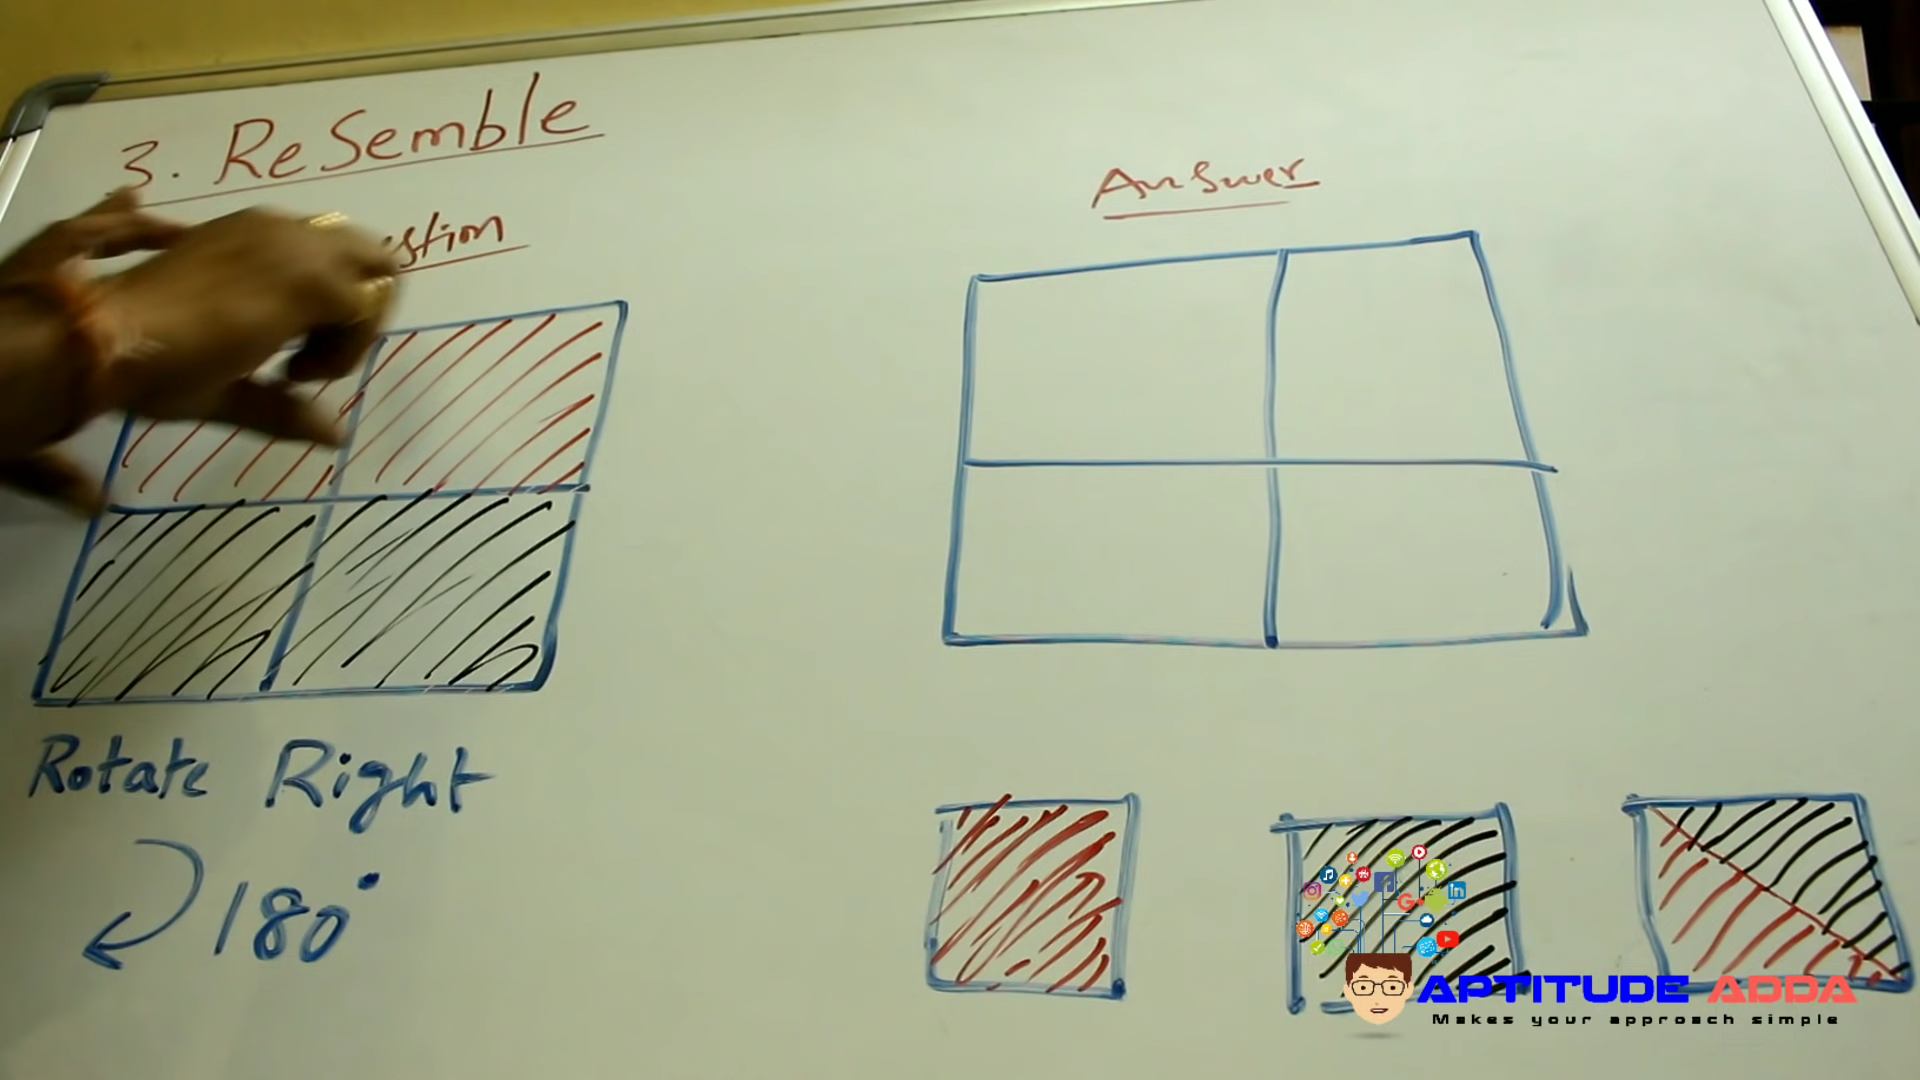 3. ReSemble
Answer
Rotate Right
180°
APTITUDE ADDA
Makes your approach simple